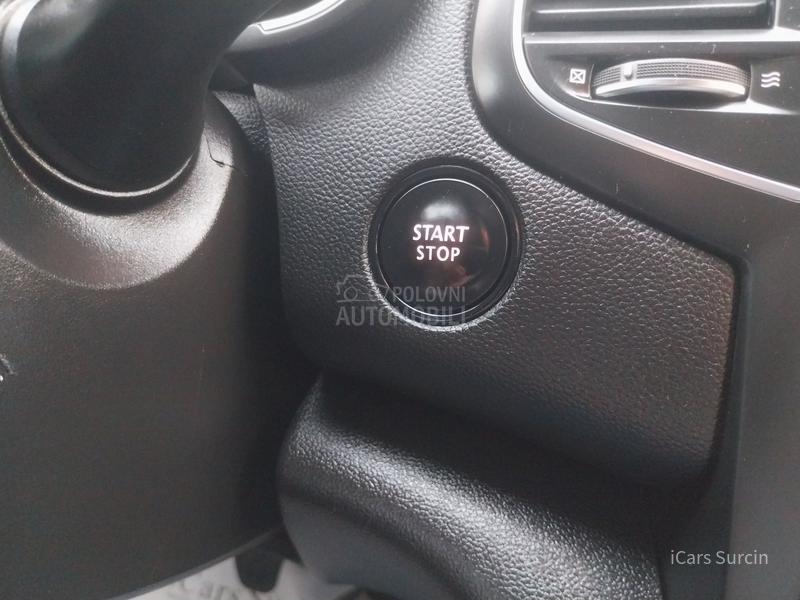 START
STOP
POLOVNI
AUTOMOBILI
iCars Surcin